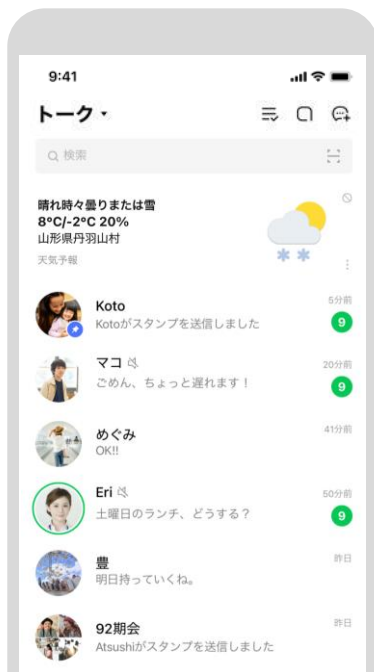 9:41
トーク
検索
晴れ時々曇りまたは雪
8°C/-2°C 20%
山形県丹羽山村
天気予報
Koto
5分前
Kotoがスタンプを送信しました
9
マコ
20分前
ごめん、ちょっと遅れます！
9
めぐみ
41分前
OK!!
Eri
50分前
土曜日のランチ、どうする？
9
豊
昨日
明日持っていくね。
92期会
昨日
Atsushiがスタンプを送信しました